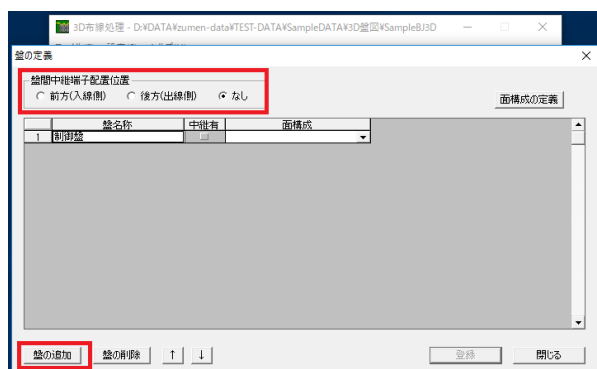 3D布線処理 - D:¥DATA¥zumen-data¥TEST-DATA¥SampleDATA¥3D盤図¥SampleBJ3D
盤の定義
盤間中継端子配置位置
前方(入線側) 後方(出線側) なし
面構成の定義
盤名称 中継有 面構成
1 制御盤
盤の追加 盤の削除 ↑ ↓ 登録 閉じる